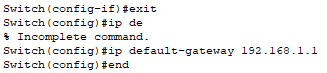 Switch(config-if)#exit
Switch(config)#ip de
% Incomplete command.
Switch(config)#ip default-gateway 192.168.1.1
Switch(config)#end